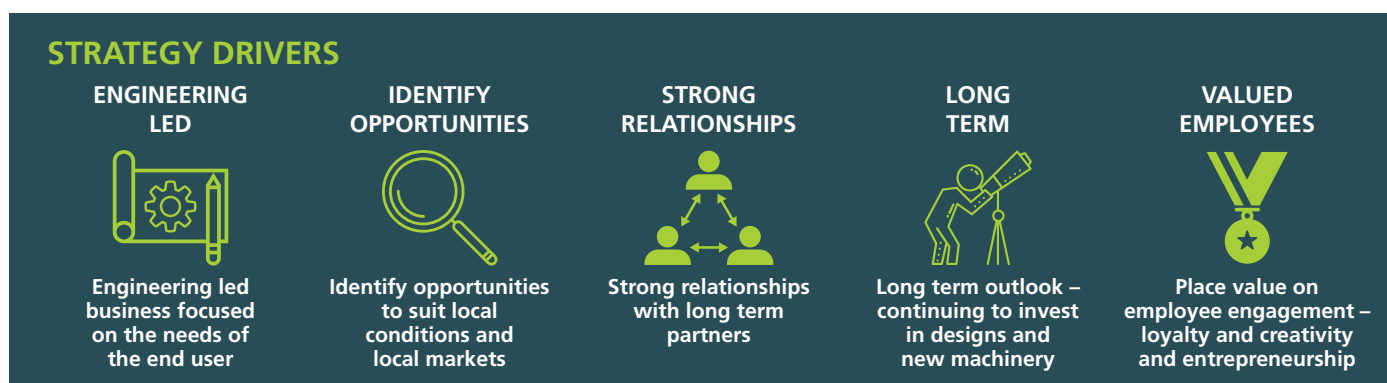 STRATEGY DRIVERS
ENGINEERING
LED
Engineering led
business focused
on the needs of
the end user
IDENTIFY
OPPORTUNITIES
Identify opportunities
to suit local
conditions and
local markets
STRONG
RELATIONSHIPS
Strong relationships
with long term
partners
LONG
TERM
Long term outlook –
continuing to invest
in designs and
new machinery
VALUED
EMPLOYEES
Place value on
employee engagement –
loyalty and creativity
and entrepreneurship